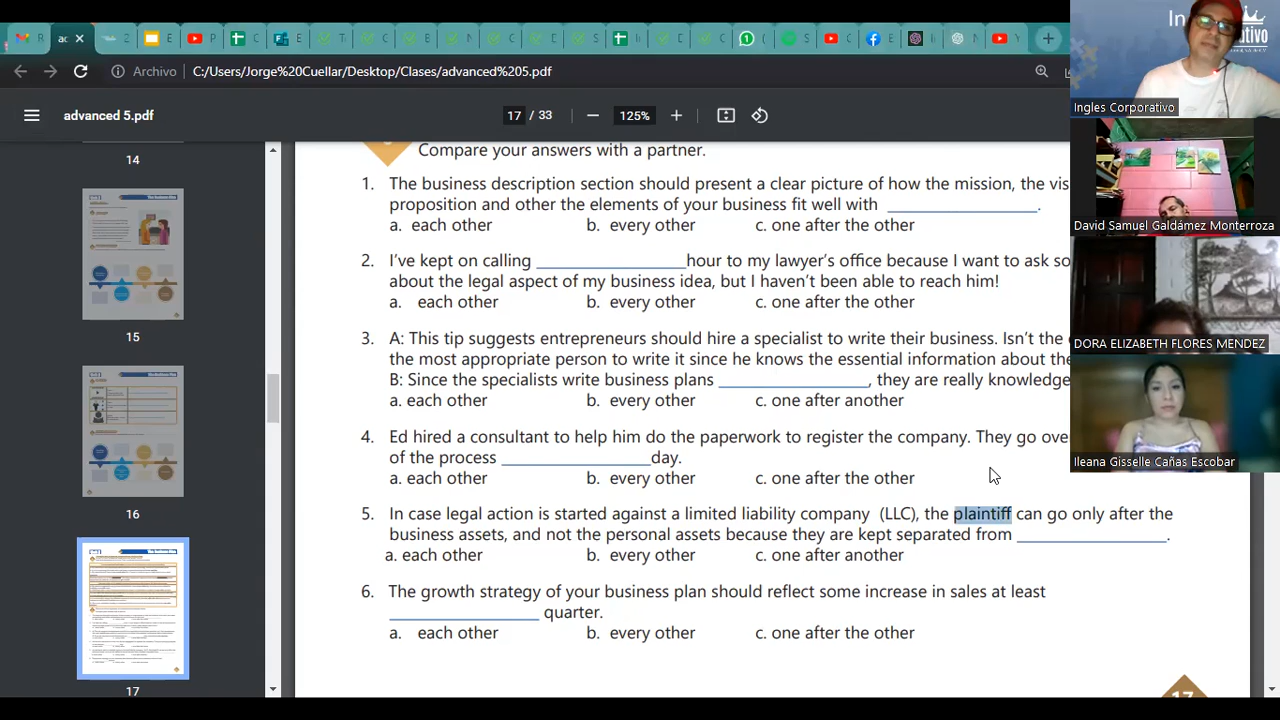 Archivo
C:/Users/Jorge%20Cuellar/Desktop/Clases/advanced%205.pdf
advanced 5.pdf
17 / 33
125%
14
15
16
17
Compare your answers with a partner.
1. The business description section should present a clear picture of how the mission, the vis
proposition and other the elements of your business fit well with ____________.
a. each other b. every other c. one after the other
2. I've kept on calling ____________hour to my lawyer's office because I want to ask so
about the legal aspect of my business idea, but I haven't been able to reach him!
a. each other b. every other c. one after the other
3. A: This tip suggests entrepreneurs should hire a specialist to write their business. Isn't the
the most appropriate person to write it since he knows the essential information about the
B: Since the specialists write business plans ____________, they are really knowledge
a. each other b. every other c. one after another
4. Ed hired a consultant to help him do the paperwork to register the company. They go ove
of the process ____________day.
a. each other b. every other c. one after the other
5. In case legal action is started against a limited liability company (LLC), the plaintiff can go only after the
business assets, and not the personal assets because they are kept separated from ____________.
a. each other b. every other c. one after another
6. The growth strategy of your business plan should reflect some increase in sales at least
____________ quarter.
a. each other b. every other c. one after the other
17
Ingles Corporativo
David Samuel Galdámez Monterroza
DORA ELIZABETH FLORES MENDEZ
Ileana Gisselle Cañas Escobar